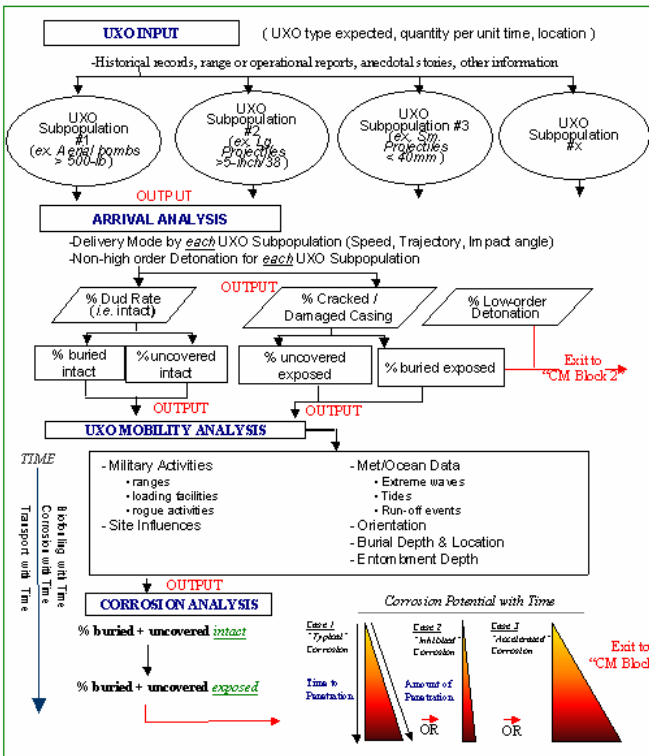 UXO INPUT ( UXO type expected, quantity per unit time, location )
-Historical records, range or operational reports, anecdotal stories, other information
UXO
Subpopulation
#1
(ex. Aerial bombs
> 500-lb)
UXO
Subpopulation
#2
(ex. Lg.
Projectiles
>5-inch/38)
UXO
Subpopulation #3
(ex. Sm.
Projectiles
< 40mm)
UXO
Subpopulation
#x
OUTPUT
ARRIVAL ANALYSIS
-Delivery Mode by each UXO Subpopulation (Speed, Trajectory, Impact angle)
-Non-high order Detonation for each UXO Subpopulation
OUTPUT
% Dud Rate
(i.e. intact)
% Cracked /
Damaged Casing
% Low-order
Detonation
% buried
intact
%uncovered
intact
% uncovered
exposed
% buried exposed
Exit to
"CM Block 2"
OUTPUT
OUTPUT
UXO MOBILITY ANALYSIS
TIME
Biofouling with Time
Corrosion with Time
Transport with Time
- Military Activities
• ranges
• loading facilities
• rogue activities
- Site Influences
- Met/Ocean Data
• Extreme waves
• Tides
• Run-off events
- Orientation
- Burial Depth & Location
- Entombment Depth
OUTPUT
CORROSION ANALYSIS
% buried + uncovered intact
% buried + uncovered exposed
Corrosion Potential with Time
Case 1
"Typical"
Corrosion
Case 2
"Inhibited"
Corrosion
Case 3
"Accelerated"
Corrosion
Time to
Penetration
Amount of
Penetration
OR
OR
Exit to
"CM Block